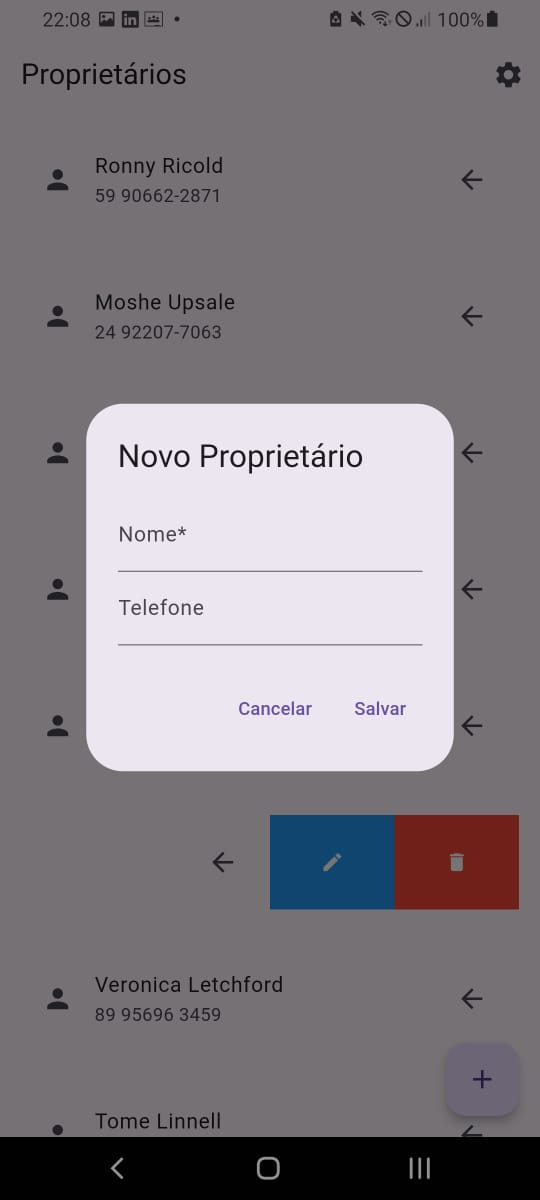 22:08
100%
Proprietários
Ronny Ricold
59 90662-2871
Moshe Upsale
24 92207-7063
Novo Proprietário
Nome*
Telefone
Cancelar Salvar
Veronica Letchford
89 95696 3459
Tome Linnell